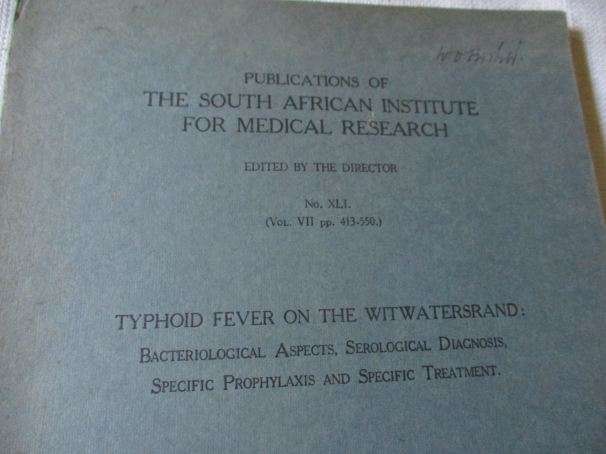 PUBLICATIONS OF
THE SOUTH AFRICAN INSTITUTE
FOR MEDICAL RESEARCH
EDITED BY THE DIRECTOR
No. XLI.
(Vol. VII pp. 413-550.)
TYPHOID FEVER ON THE WITWATERSRAND:
Bacteriological Aspects, Serological Diagnosis,
Specific Prophylaxis and Specific Treatment.